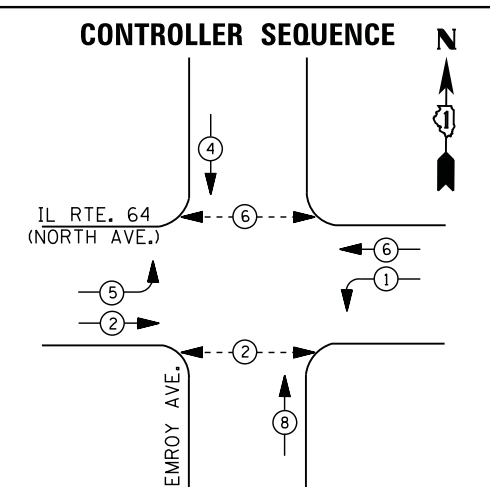 CONTROLLER SEQUENCE
N
1
4
IL RTE. 64
(NORTH AVE.)
6
6
5
1
2
2
EMROY AVE.
8